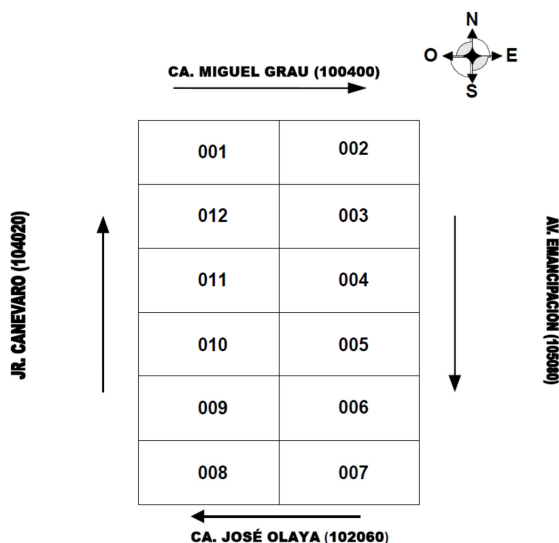 N
O E
S
CA. MIGUEL GRAU (100400)
001 002
012 003
011 004
010 005
009 006
008 007
JR. CANEVARO (104020)
AV. EMANCIPACION (105080)
CA. JOSÉ OLAYA (102060)